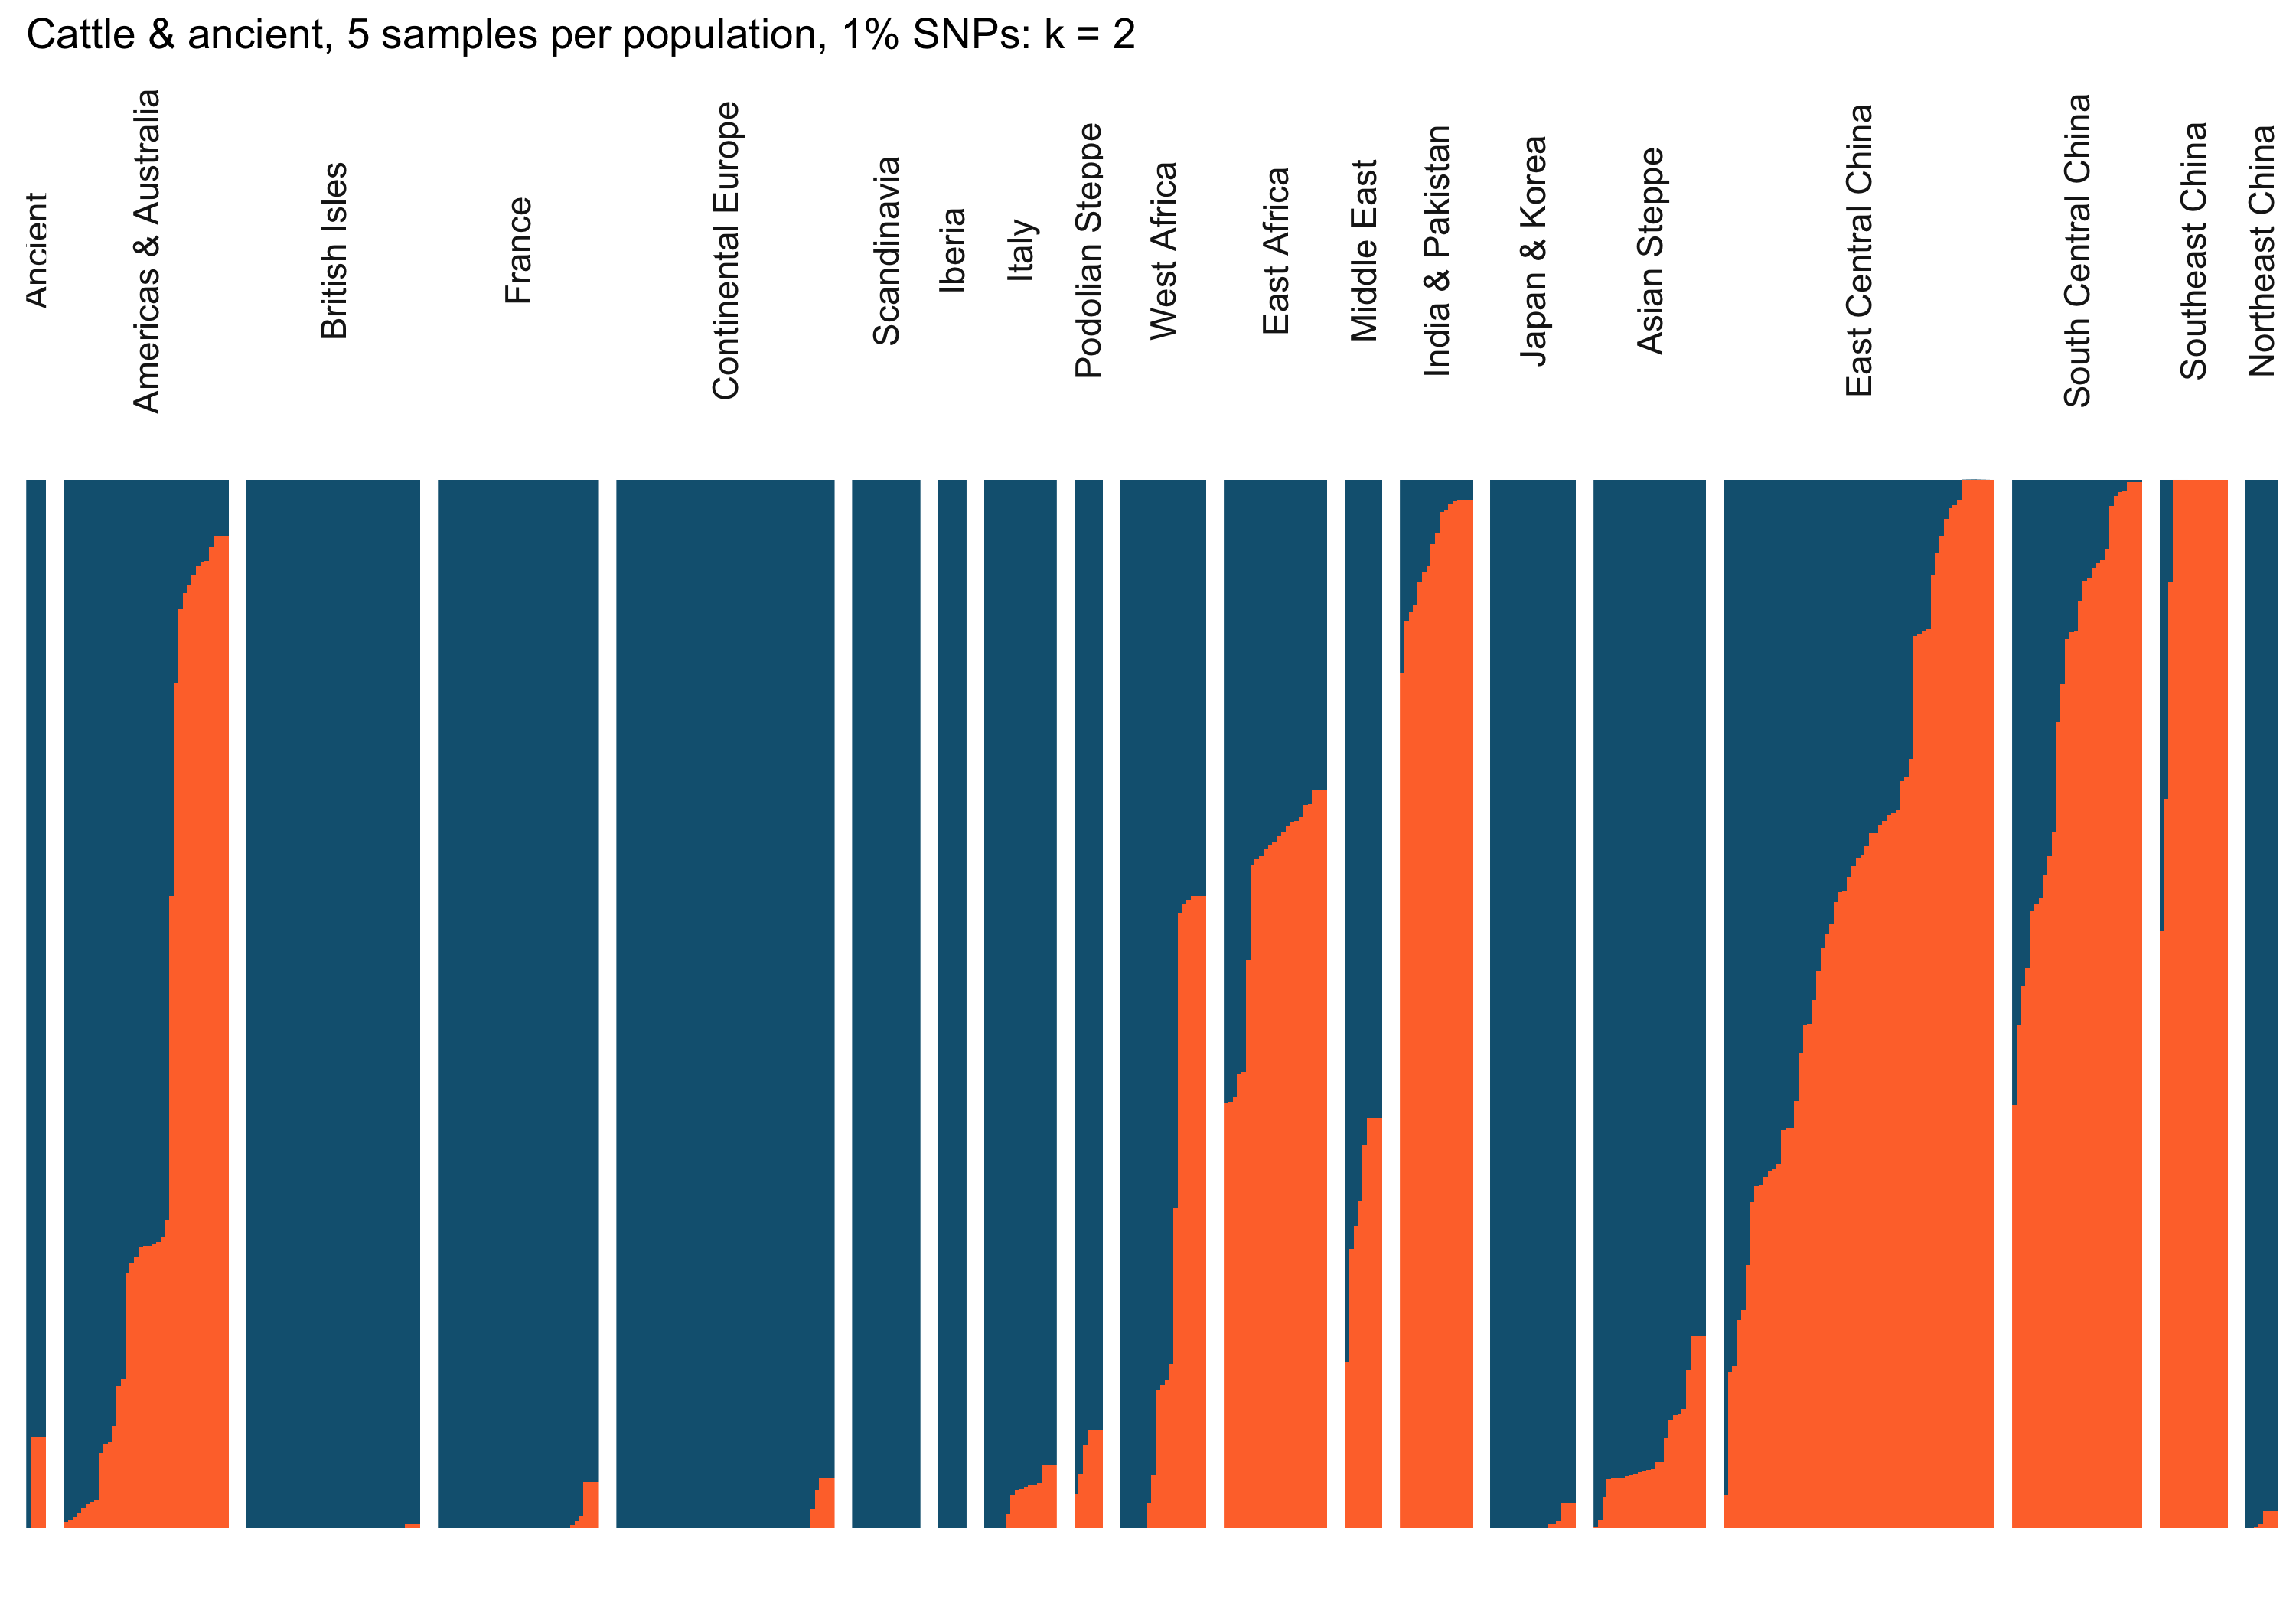 Cattle & ancient, 5 samples per population, 1% SNPs: k = 2
Ancient
Americas & Australia
British Isles
France
Continental Europe
Scandinavia
Iberia
Italy
Podolian Steppe
West Africa
East Africa
Middle East
India & Pakistan
Japan & Korea
Asian Steppe
East Central China
South Central China
Southeast China
Northeast China